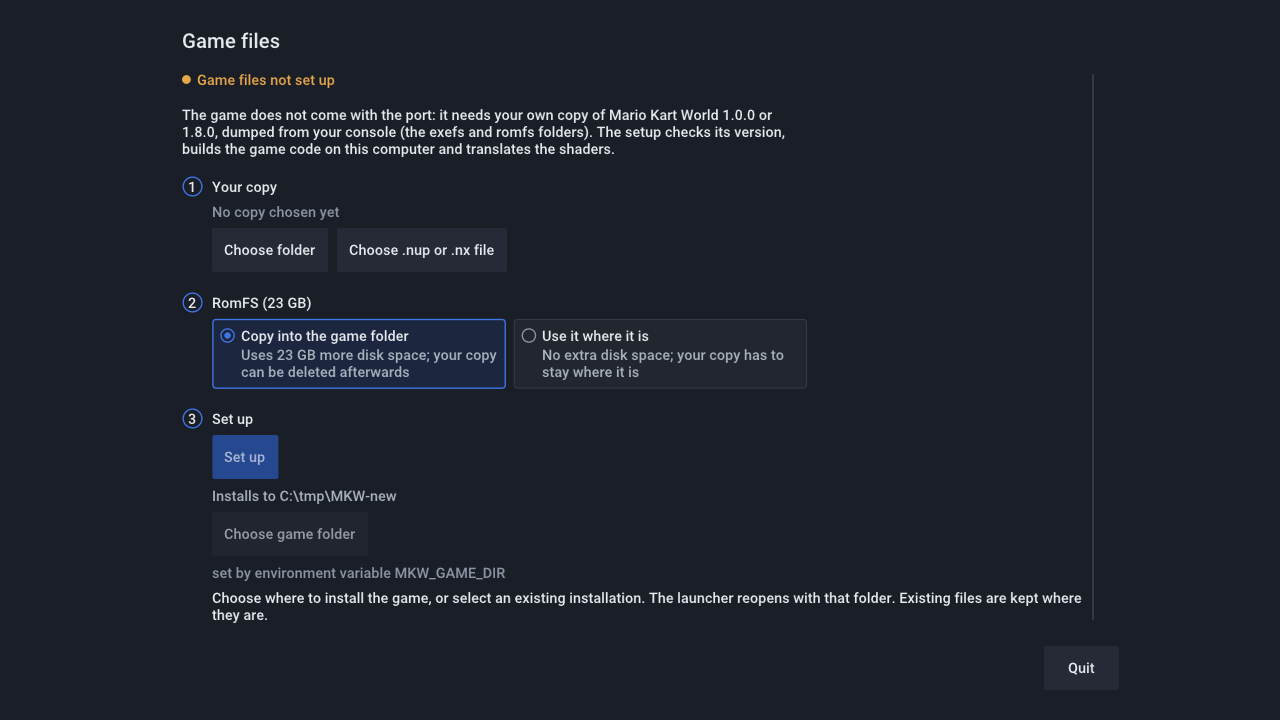 Game files
Game files not set up
The game does not come with the port: it needs your own copy of Mario Kart World 1.0.0 or
1.8.0, dumped from your console (the exefs and romfs folders). The setup checks its version,
builds the game code on this computer and translates the shaders.
1 Your copy
No copy chosen yet
Choose folder Choose .nup or .nx file
2 RomFS (23 GB)
Copy into the game folder
Uses 23 GB more disk space; your copy
can be deleted afterwards
Use it where it is
No extra disk space; your copy has to
stay where it is
3 Set up
Set up
Installs to C:\tmp\MKW-new
Choose game folder
set by environment variable MKW_GAME_DIR
Choose where to install the game, or select an existing installation. The launcher reopens with that folder. Existing files are kept where
they are.
Quit